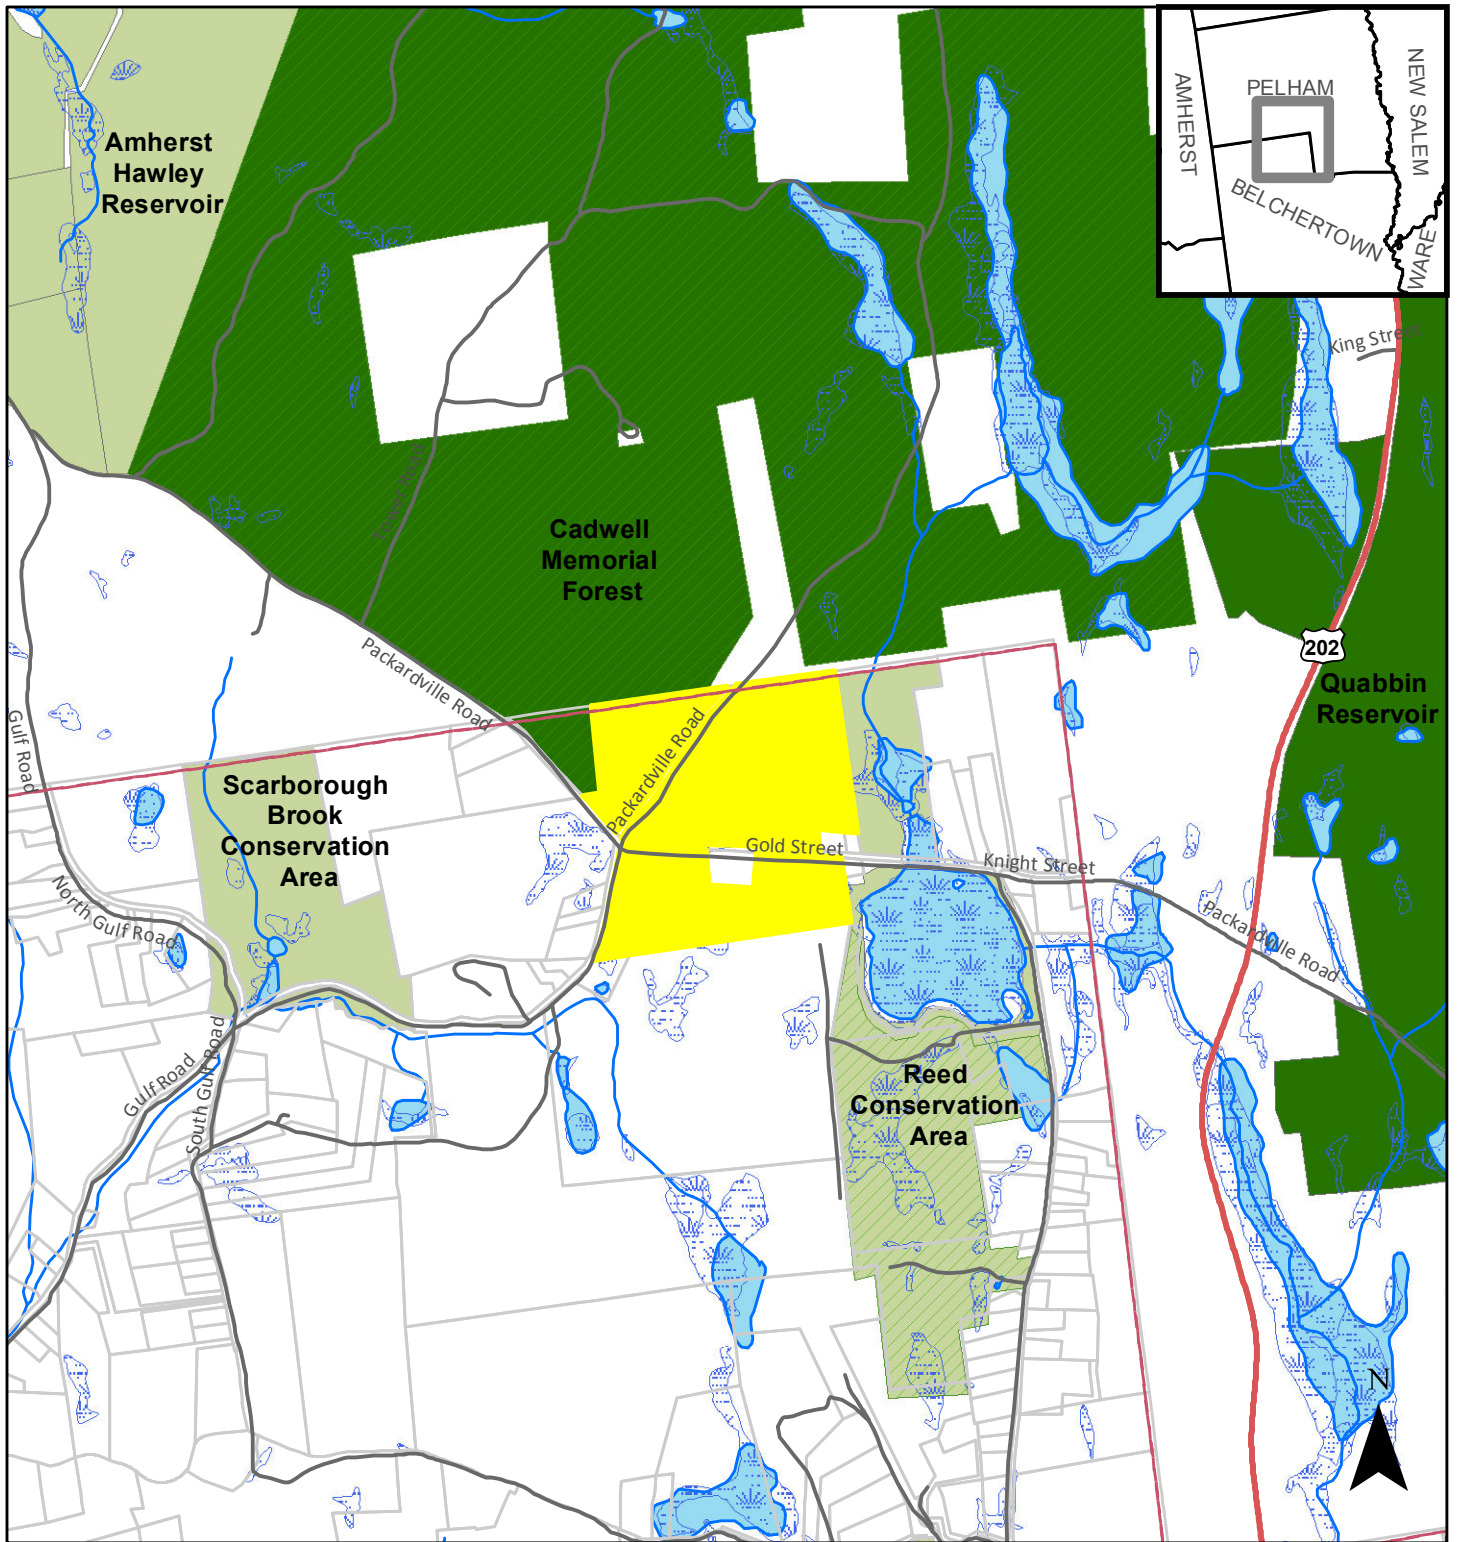 Amherst
Hawley
Reservoir
AMHERST
PELHAM
NEW SALEM
BELCHERTOWN
WARE
King Street
Cadwell
Memorial
Forest
202
Quabbin
Reservoir
Packardville Road
Packardville Road
Gulf Road
Scarborough
Brook
Conservation
Area
Gold Street
Knight Street
North Gulf Road
Packardville Road
Gulf Road
South Gulf Road
Reed
Conservation
Area
N